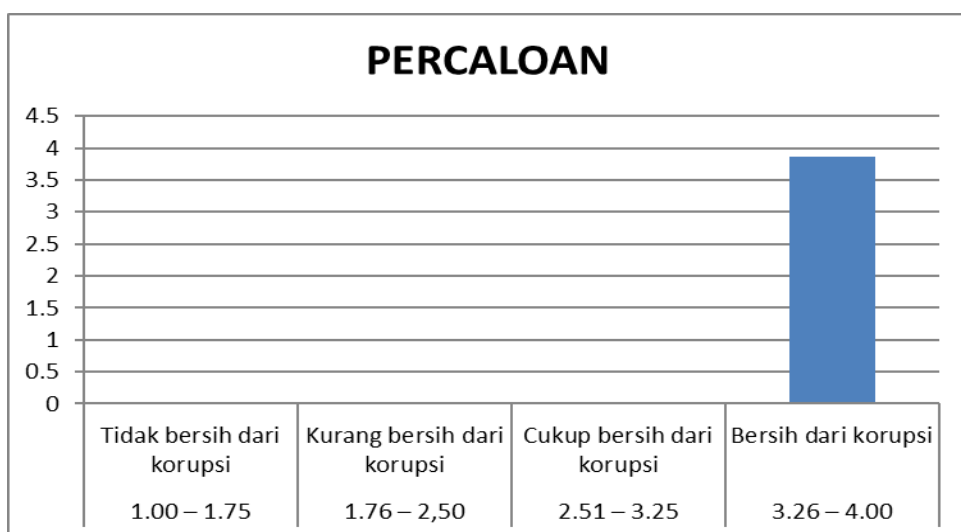 PERCALOAN
4.5
4
3.5
3
2.5
2
1.5
1
0.5
0
Tidak bersih dari
korupsi
Kurang bersih dari
korupsi
Cukup bersih dari
korupsi
Bersih dari korupsi
1.00 – 1.75
1.76 – 2,50
2.51 – 3.25
3.26 – 4.00